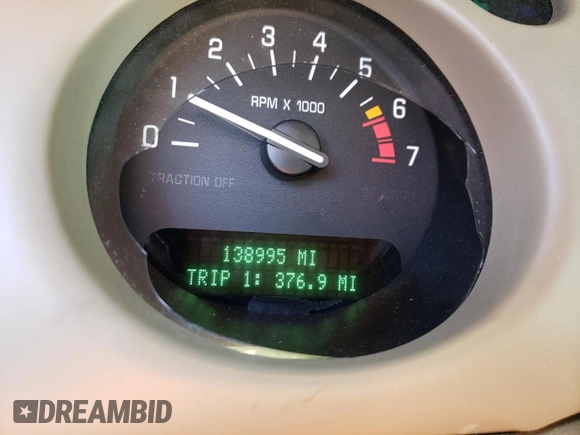 0
1
2
3
4
5
6
7
RPM X 1000
TRACTION OFF
138995 MI
TRIP 1: 376.9 MI
DREAMBID